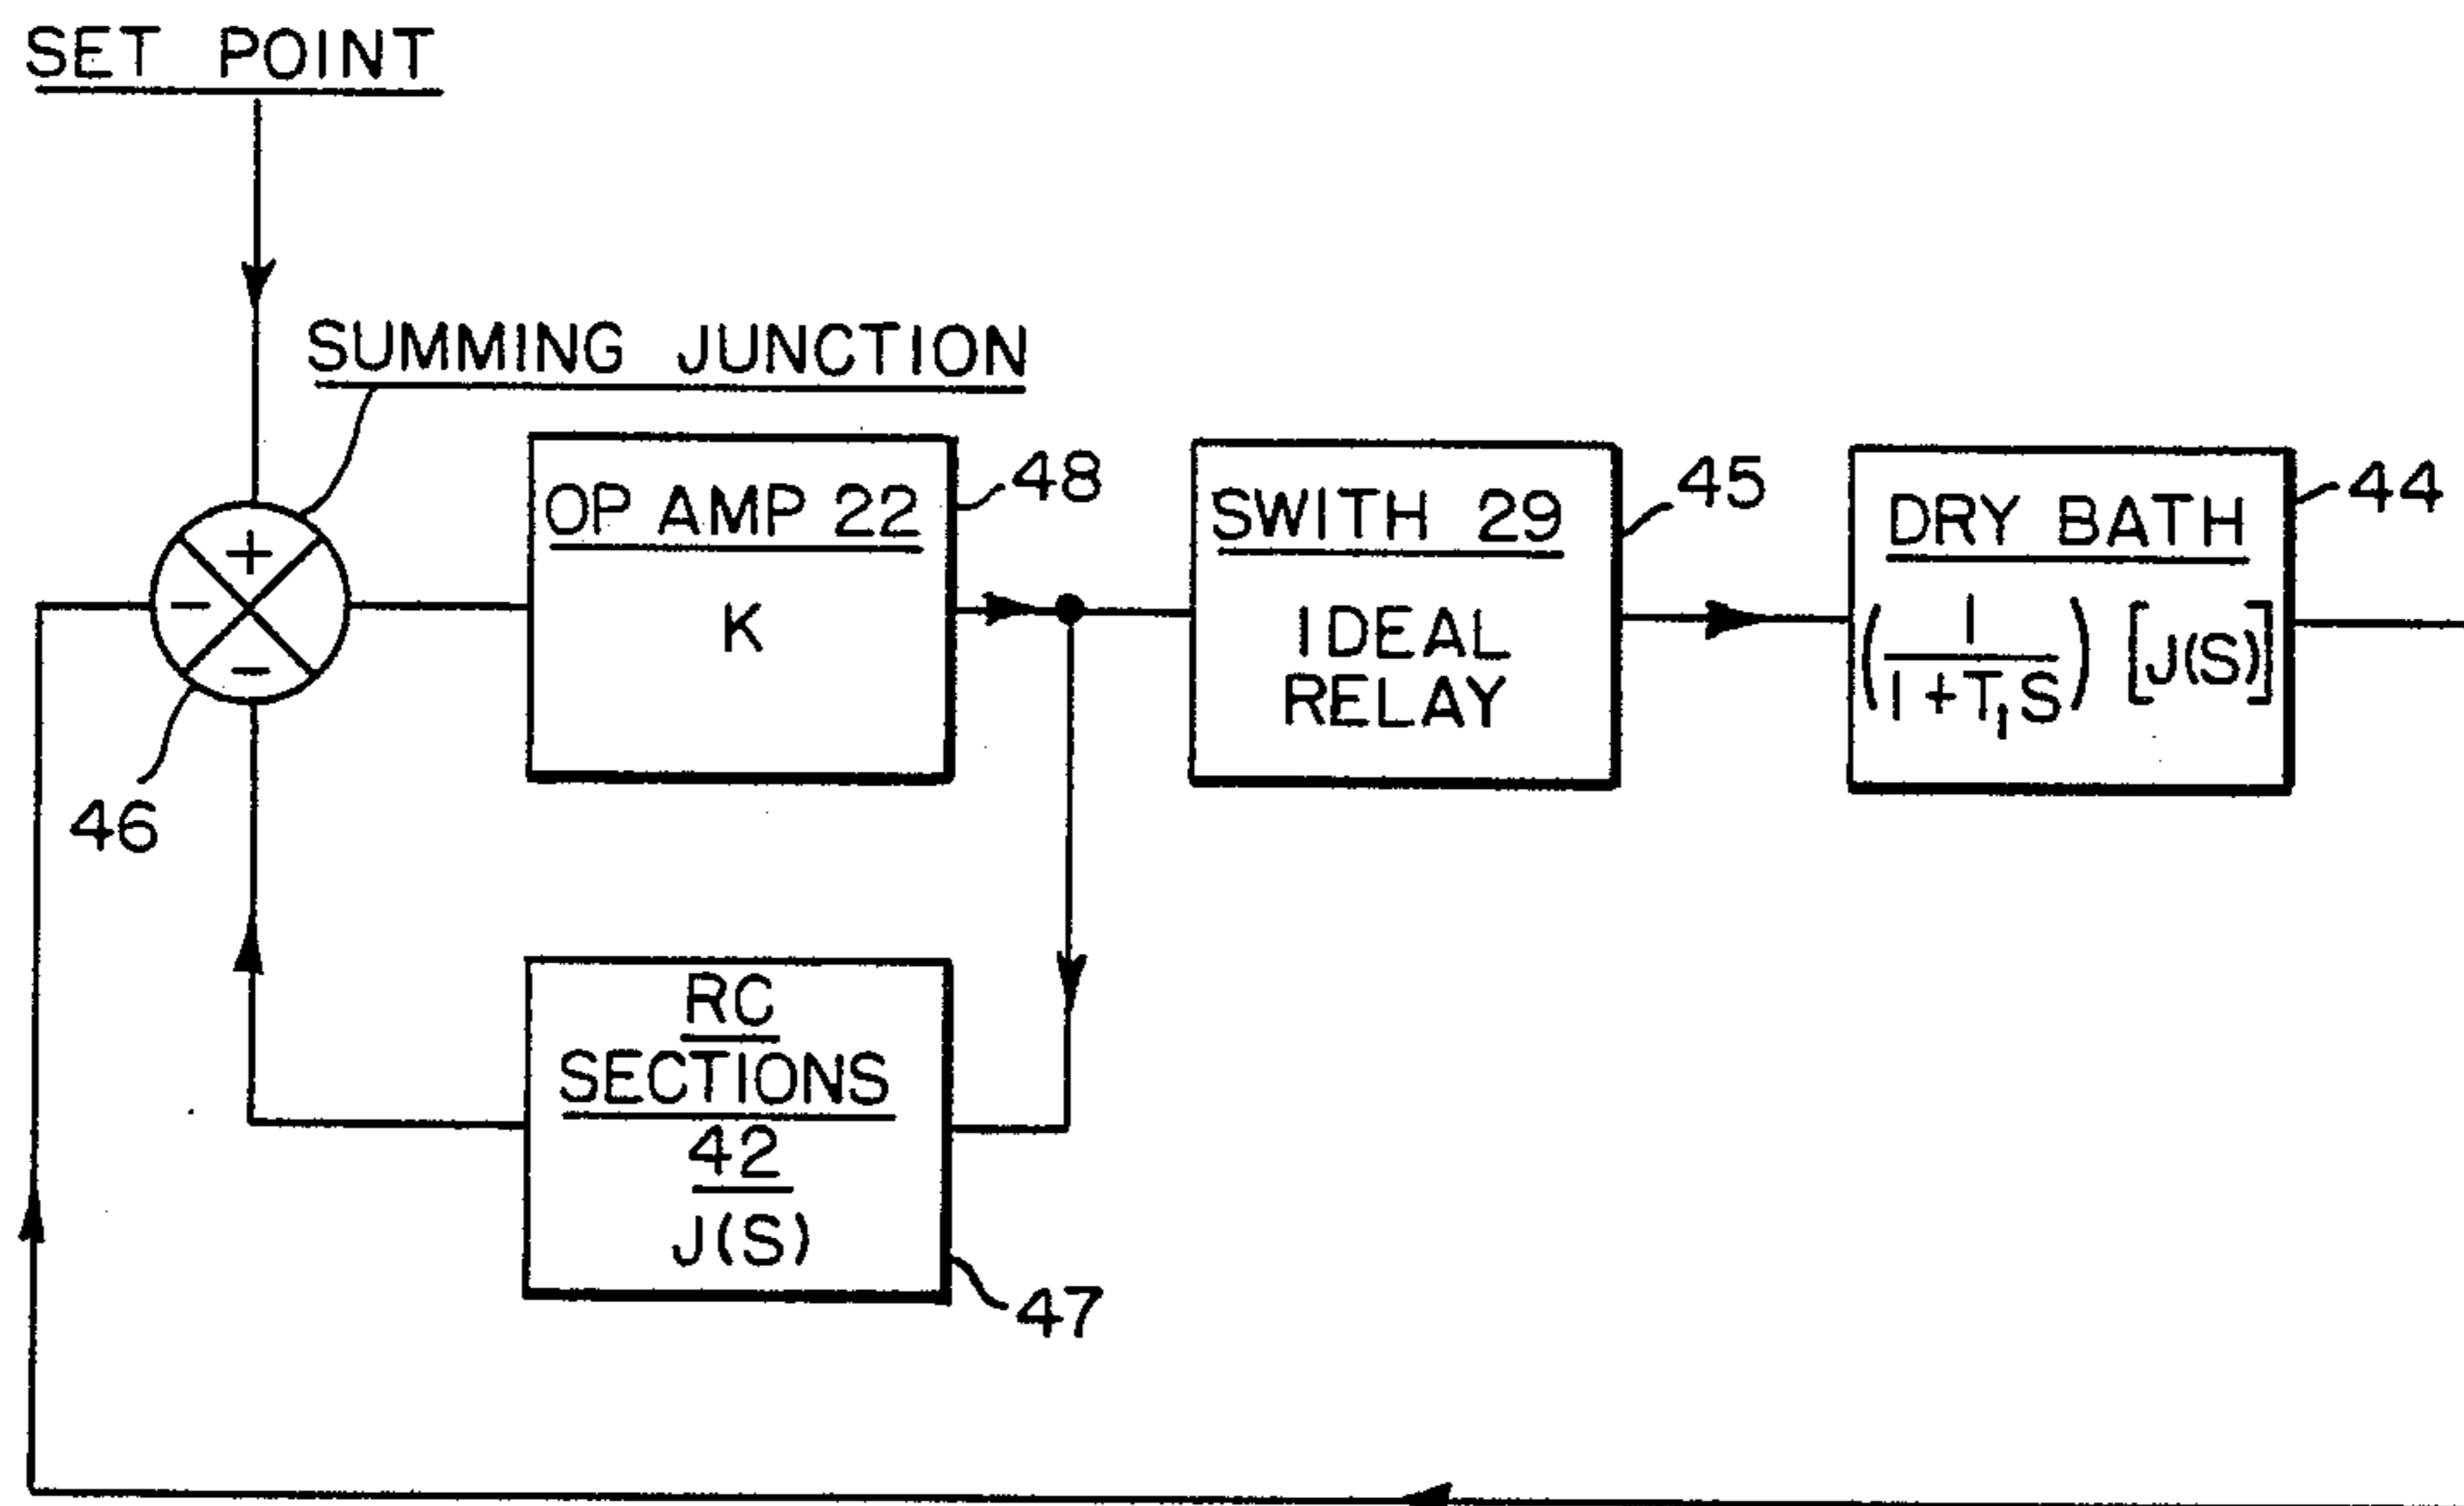 SET POINT
SUMMING JUNCTION
+
-
-
46
OP AMP 22
K
48
SWITH 29
IDEAL
RELAY
45
DRY BATH
(1/1+T₁S) [J(S)]
44
RC
SECTIONS
42
J(S)
47